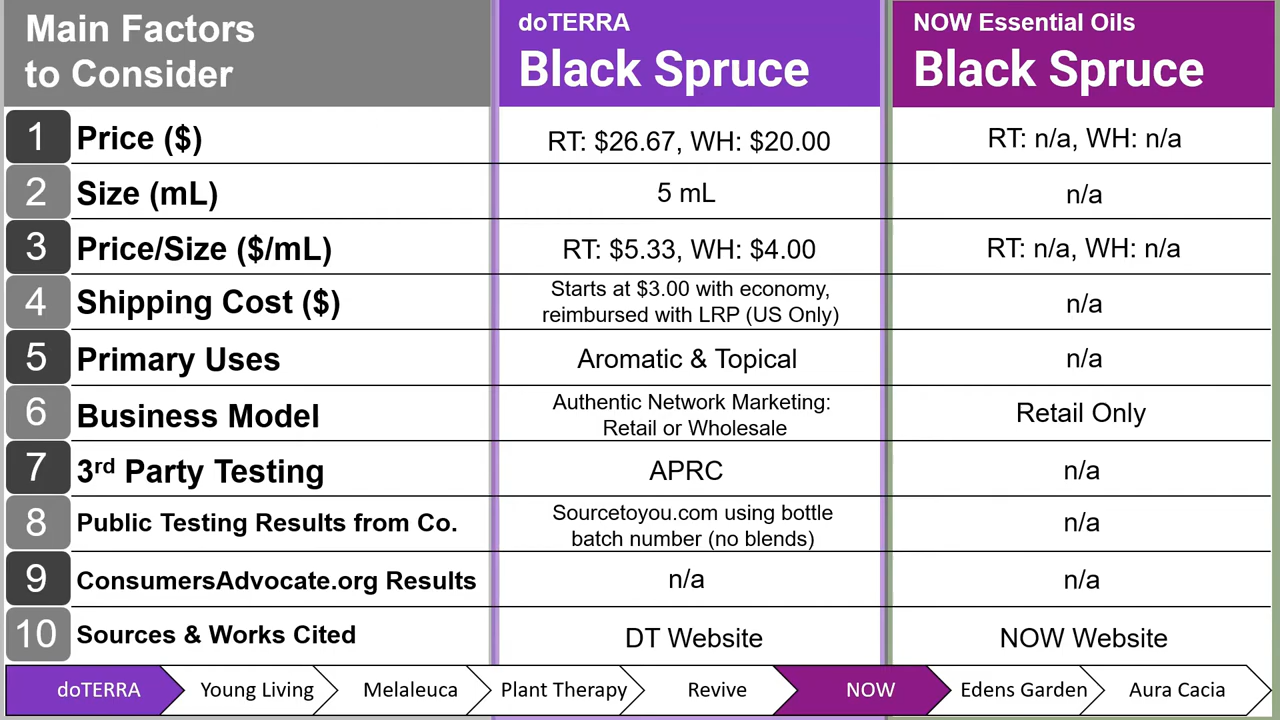 Main Factors
to Consider
doTERRA
Black Spruce
NOW Essential Oils
Black Spruce
1 Price ($) RT: $26.67, WH: $20.00 RT: n/a, WH: n/a
2 Size (mL) 5 mL n/a
3 Price/Size ($/mL) RT: $5.33, WH: $4.00 RT: n/a, WH: n/a
4 Shipping Cost ($) Starts at $3.00 with economy,
reimbursed with LRP (US Only) n/a
5 Primary Uses Aromatic & Topical n/a
6 Business Model Authentic Network Marketing:
Retail or Wholesale Retail Only
7 3rd Party Testing APRC n/a
8 Public Testing Results from Co. Sourcetoyou.com using bottle
batch number (no blends) n/a
9 ConsumersAdvocate.org Results n/a n/a
10 Sources & Works Cited DT Website NOW Website
doTERRA Young Living Melaleuca Plant Therapy Revive NOW Edens Garden Aura Cacia